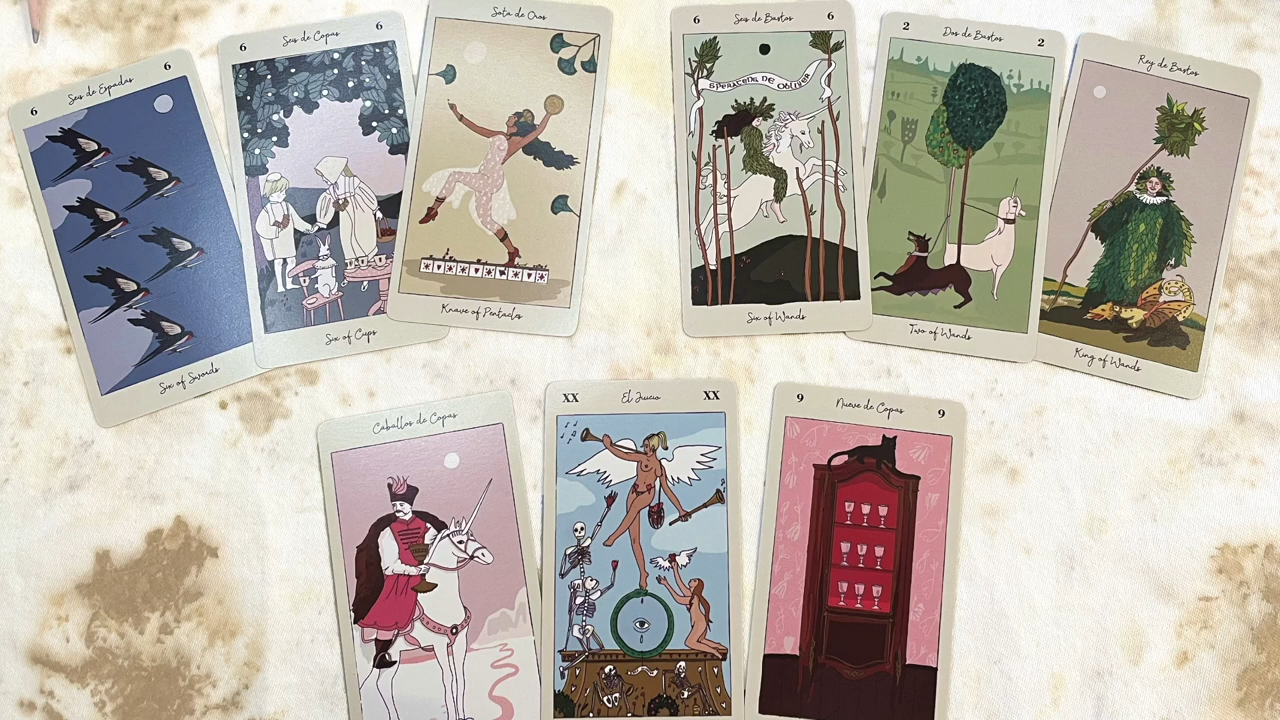 6
Seis de Espadas
6
Six of Swords
6
Seis de Copas
6
Six of Cups
Sota de Oros
Knave of Pentacles
6
Seis de Bastos
6
DE
Six of Wands
2
Dos de Bastos
2
Two of Wands
Rey de Bastos
King of Wands
Caballos de Copas
XX
El Juicio
XX
9
Nueve de Copas
9